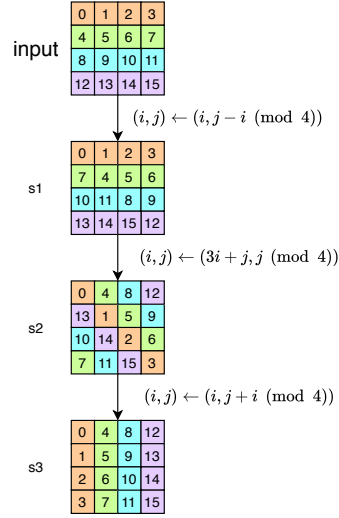 0 1 2 3
4 5 6 7
input
8 9 10 11
12 13 14 15
(i, j) ← (i, j − i (mod 4))
0 1 2 3
7 4 5 6
s1
10 11 8 9
13 14 15 12
(i, j) ← (3i + j, j (mod 4))
0 4 8 12
13 1 5 9
s2
10 14 2 6
7 11 15 3
(i, j) ← (i, j + i (mod 4))
0 4 8 12
1 5 9 13
s3
2 6 10 14
3 7 11 15